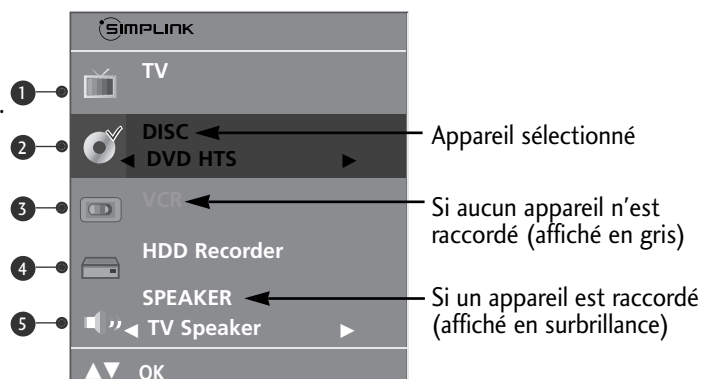 SIMPLINK
1 TV
2 DISC
◄ DVD HTS ►
Appareil sélectionné
3 VCR
Si aucun appareil n’est
raccordé (affiché en gris)
4 HDD Recorder
SPEAKER
5 ◄ TV Speaker ►
Si un appareil est raccordé
(affiché en surbrillance)
▲▼ OK